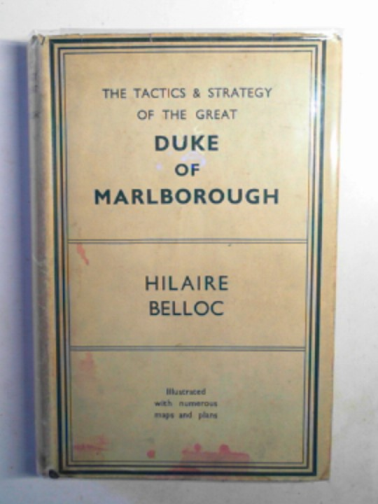 THE TACTICS & STRATEGY
OF THE GREAT
DUKE
OF
MARLBOROUGH
HILAIRE
BELLOC
Illustrated
with numerous
maps and plans